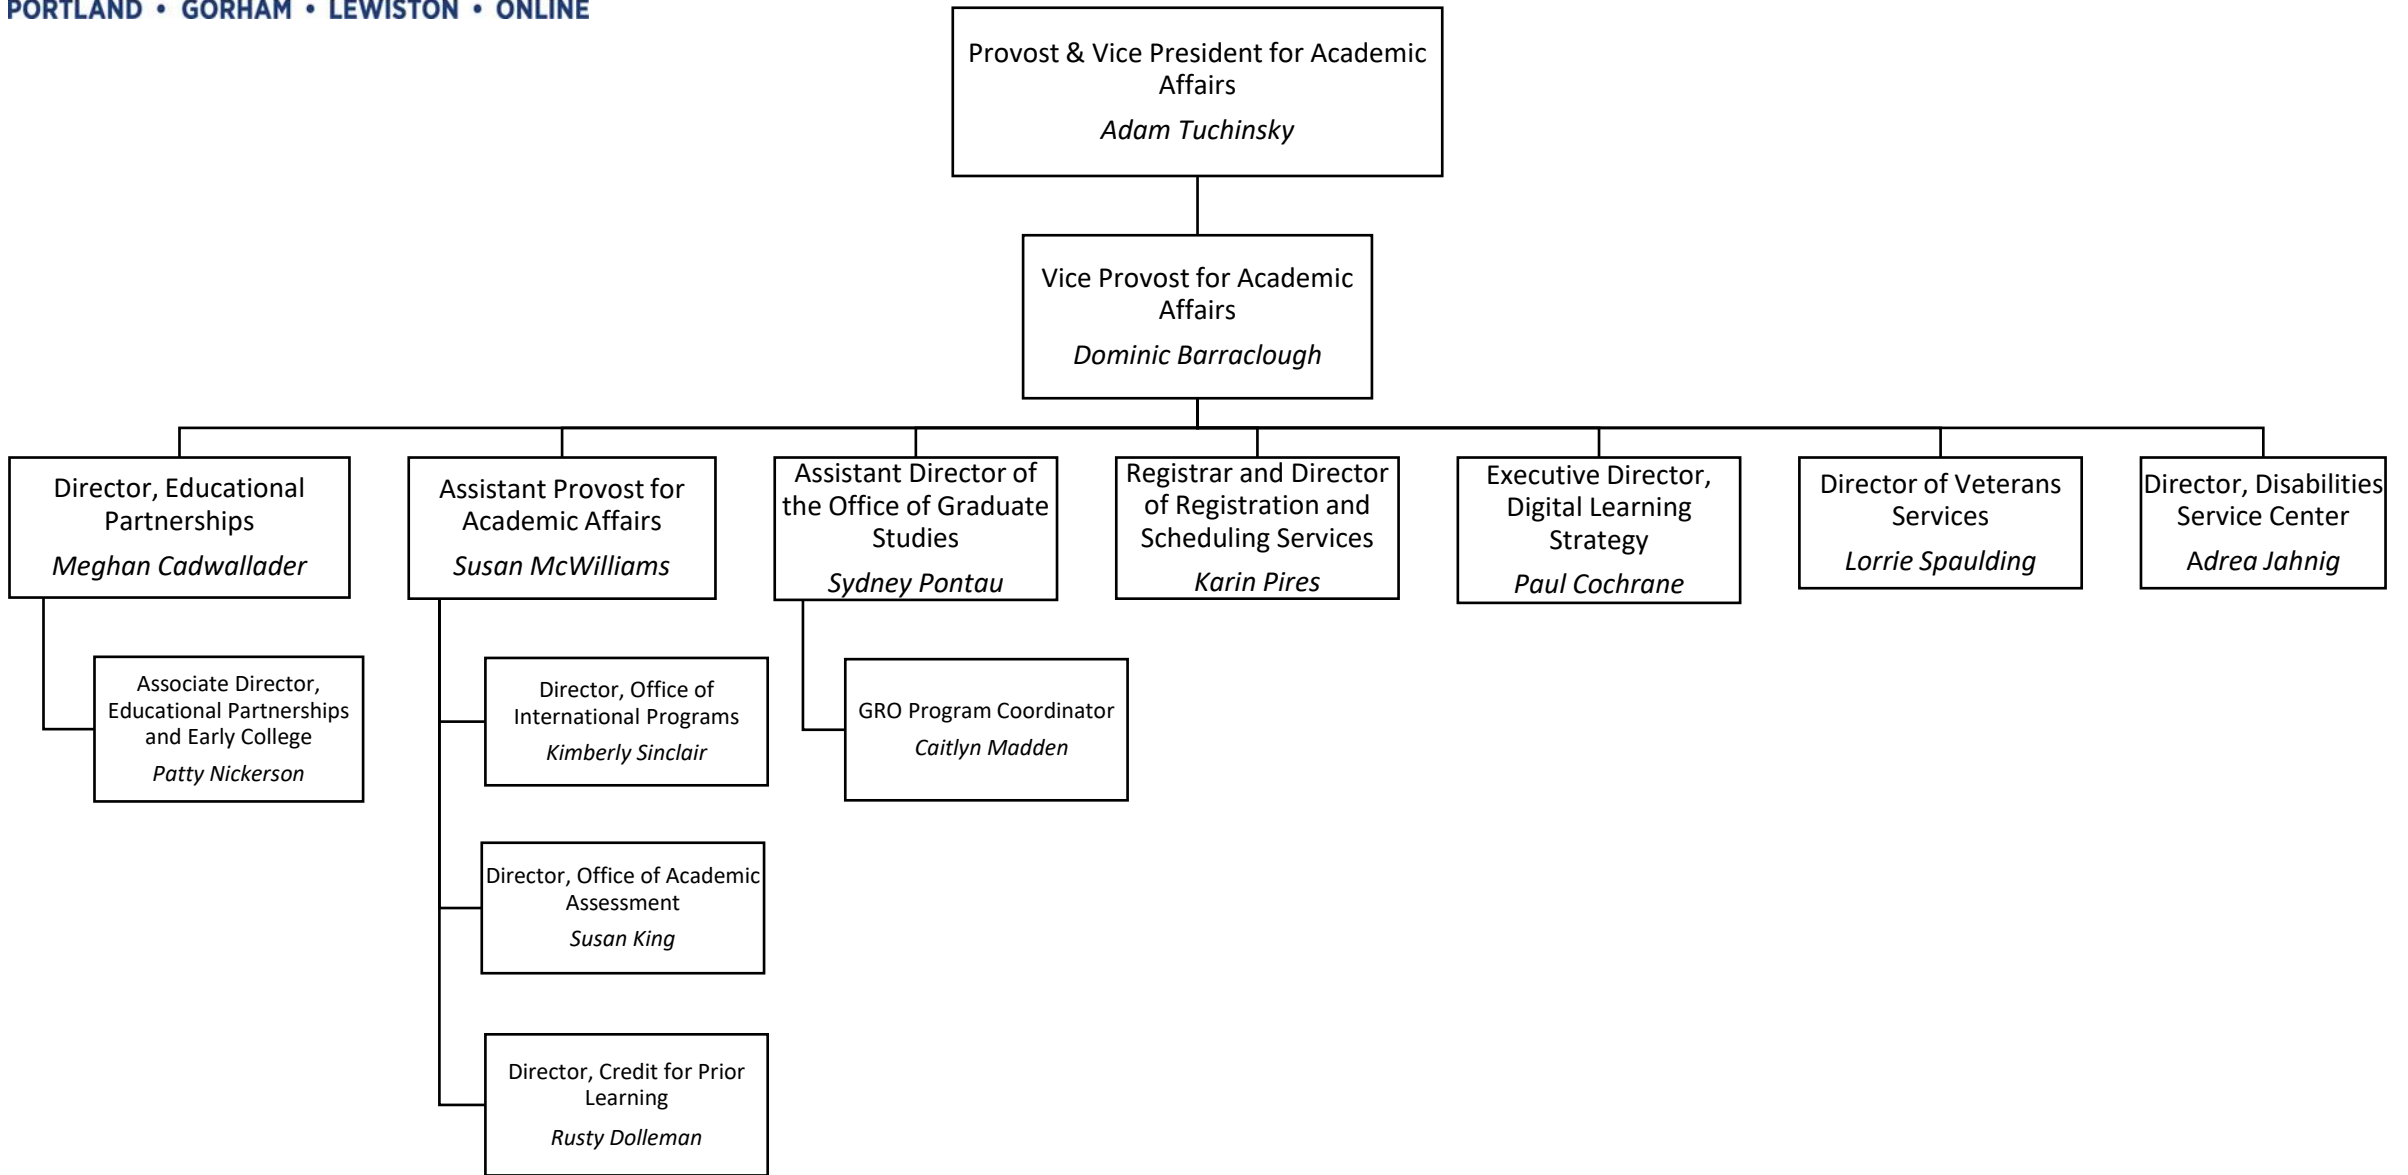 PORTLAND • GORHAM • LEWISTON • ONLINE
Provost & Vice President for Academic
Affairs
Adam Tuchinsky
Vice Provost for Academic
Affairs
Dominic Barraclough
Director, Educational
Partnerships
Meghan Cadwallader
Assistant Provost for
Academic Affairs
Susan McWilliams
Assistant Director of
the Office of Graduate
Studies
Sydney Pontau
Registrar and Director
of Registration and
Scheduling Services
Karin Pires
Executive Director,
Digital Learning
Strategy
Paul Cochrane
Director of Veterans
Services
Lorrie Spaulding
Director, Disabilities
Service Center
Adrea Jahnig
Associate Director,
Educational Partnerships
and Early College
Patty Nickerson
Director, Office of
International Programs
Kimberly Sinclair
GRO Program Coordinator
Caitlyn Madden
Director, Office of Academic
Assessment
Susan King
Director, Credit for Prior
Learning
Rusty Dolleman